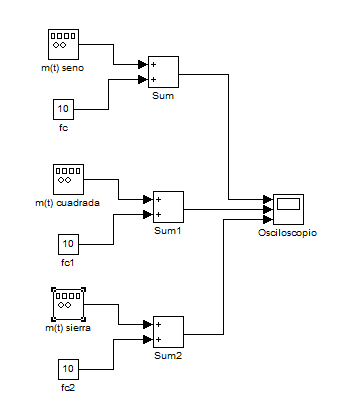 m(t) seno
+
+
Sum
10
fc
m(t) cuadrada
+
+
Sum1
10
fc1
Osciloscopio
m(t) sierra
+
+
Sum2
10
fc2